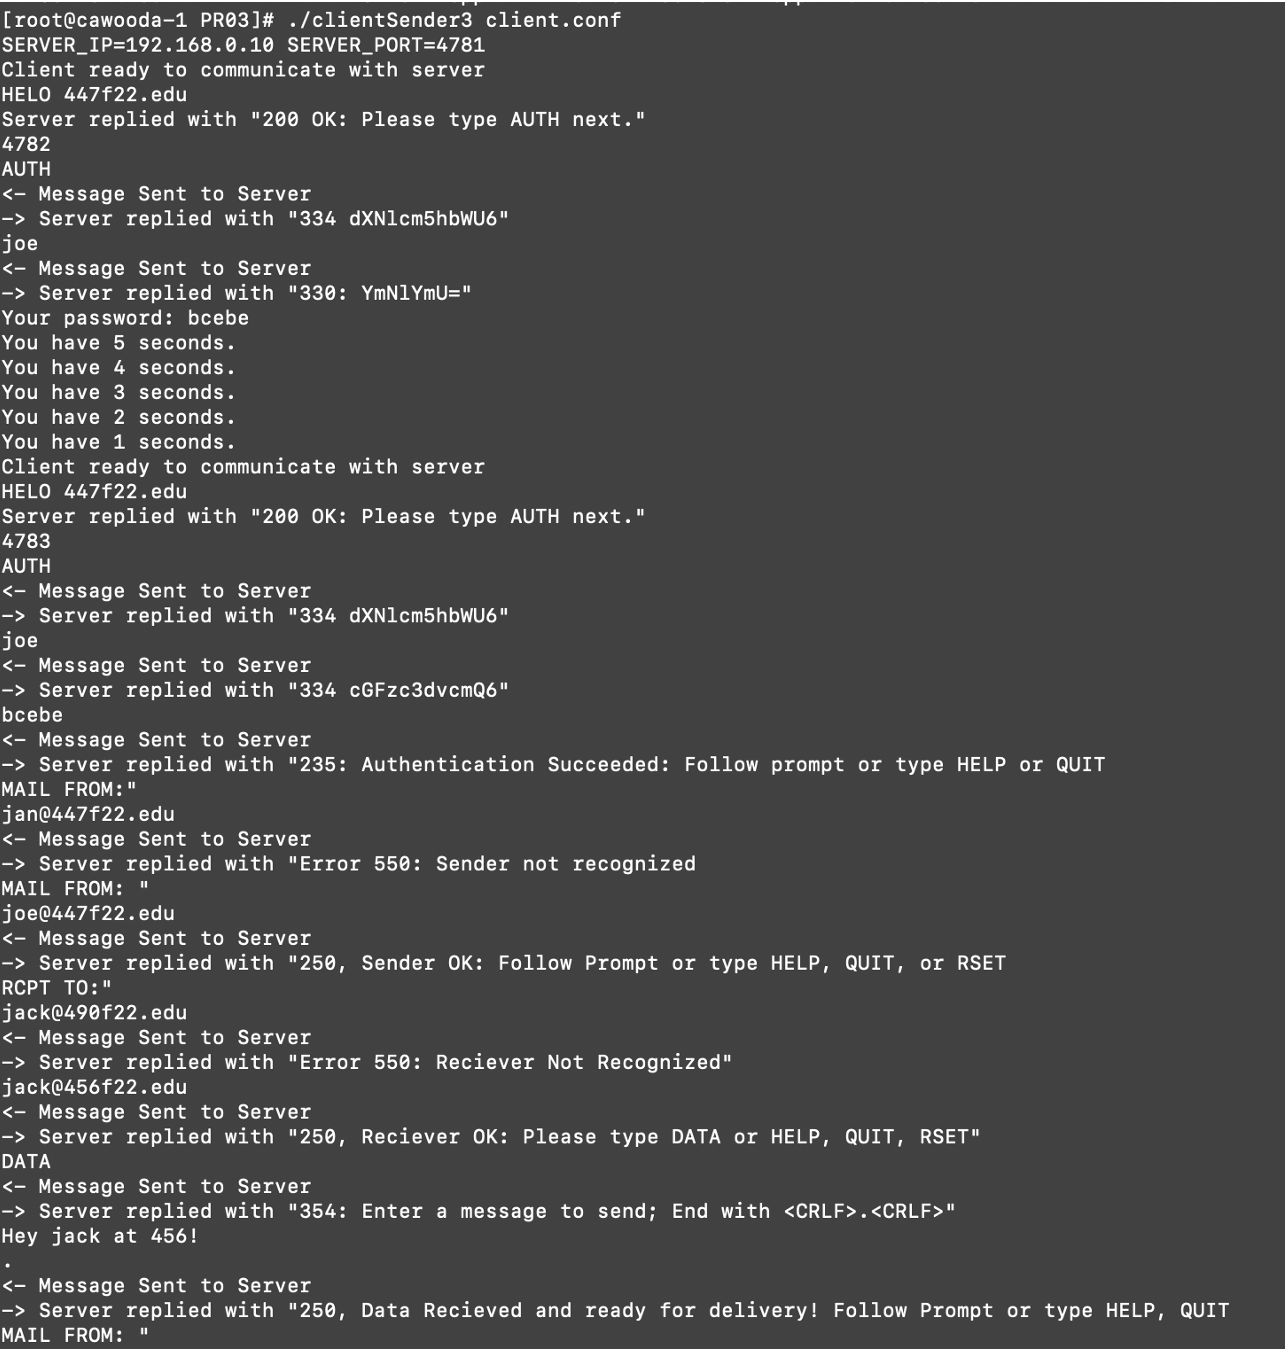 [root@cawooda-1 PR03]# ./clientSender3 client.conf
SERVER_IP=192.168.0.10 SERVER_PORT=4781
Client ready to communicate with server
HELO 447f22.edu
Server replied with "200 OK: Please type AUTH next."
4782
AUTH
<- Message Sent to Server
-> Server replied with "334 dXNlcm5hbWU6"
joe
<- Message Sent to Server
-> Server replied with "330: YmNlYmU="
Your password: bcebe
You have 5 seconds.
You have 4 seconds.
You have 3 seconds.
You have 2 seconds.
You have 1 seconds.
Client ready to communicate with server
HELO 447f22.edu
Server replied with "200 OK: Please type AUTH next."
4783
AUTH
<- Message Sent to Server
-> Server replied with "334 dXNlcm5hbWU6"
joe
<- Message Sent to Server
-> Server replied with "334 cGFzc3dvcmQ6"
bcebe
<- Message Sent to Server
-> Server replied with "235: Authentication Succeeded: Follow prompt or type HELP or QUIT
MAIL FROM:"
jan@447f22.edu
<- Message Sent to Server
-> Server replied with "Error 550: Sender not recognized
MAIL FROM: "
joe@447f22.edu
<- Message Sent to Server
-> Server replied with "250, Sender OK: Follow Prompt or type HELP, QUIT, or RSET
RCPT TO:"
jack@490f22.edu
<- Message Sent to Server
-> Server replied with "Error 550: Reciever Not Recognized"
jack@456f22.edu
<- Message Sent to Server
-> Server replied with "250, Reciever OK: Please type DATA or HELP, QUIT, RSET"
DATA
<- Message Sent to Server
-> Server replied with "354: Enter a message to send; End with <CRLF>.<CRLF>"
Hey jack at 456!
.
<- Message Sent to Server
-> Server replied with "250, Data Recieved and ready for delivery! Follow Prompt or type HELP, QUIT
MAIL FROM: "